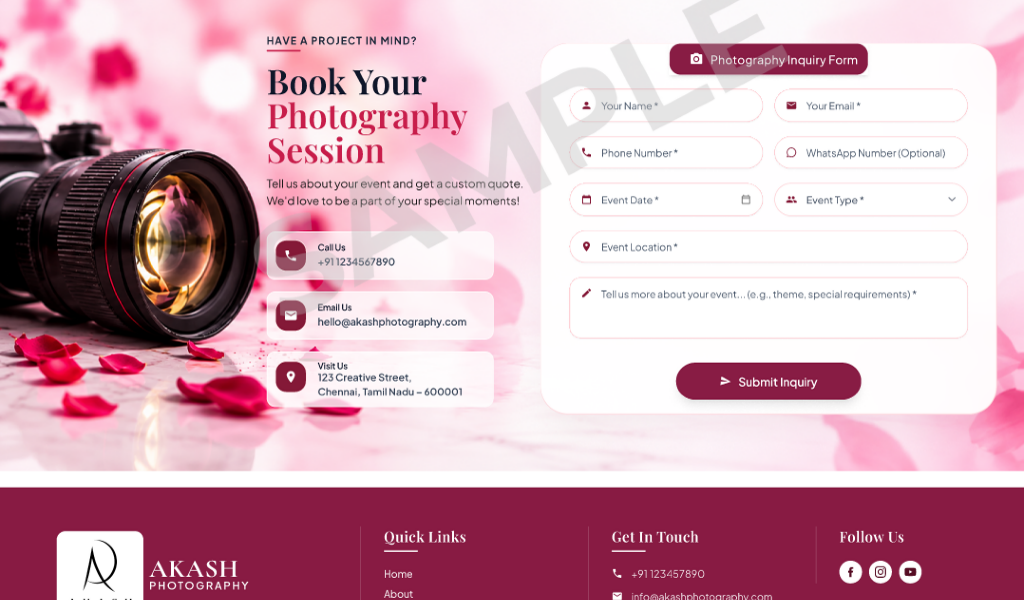 HAVE A PROJECT IN MIND?
Book Your
Photography
Session
Tell us about your event and get a custom quote.
We'd love to be a part of your special moments!
Call Us
+91 1234567890
Email Us
hello@akashphotography.com
Visit Us
123 Creative Street,
Chennai, Tamil Nadu – 600001
SAMPLE
Photography Inquiry Form
Your Name *
Your Email *
Phone Number *
WhatsApp Number (Optional)
Event Date *
Event Type *
Event Location *
Tell us more about your event... (e.g., theme, special requirements) *
Submit Inquiry
AKASH
PHOTOGRAPHY
Quick Links
Home
About
Get In Touch
+91 123457890
info@akashphotography.com
Follow Us